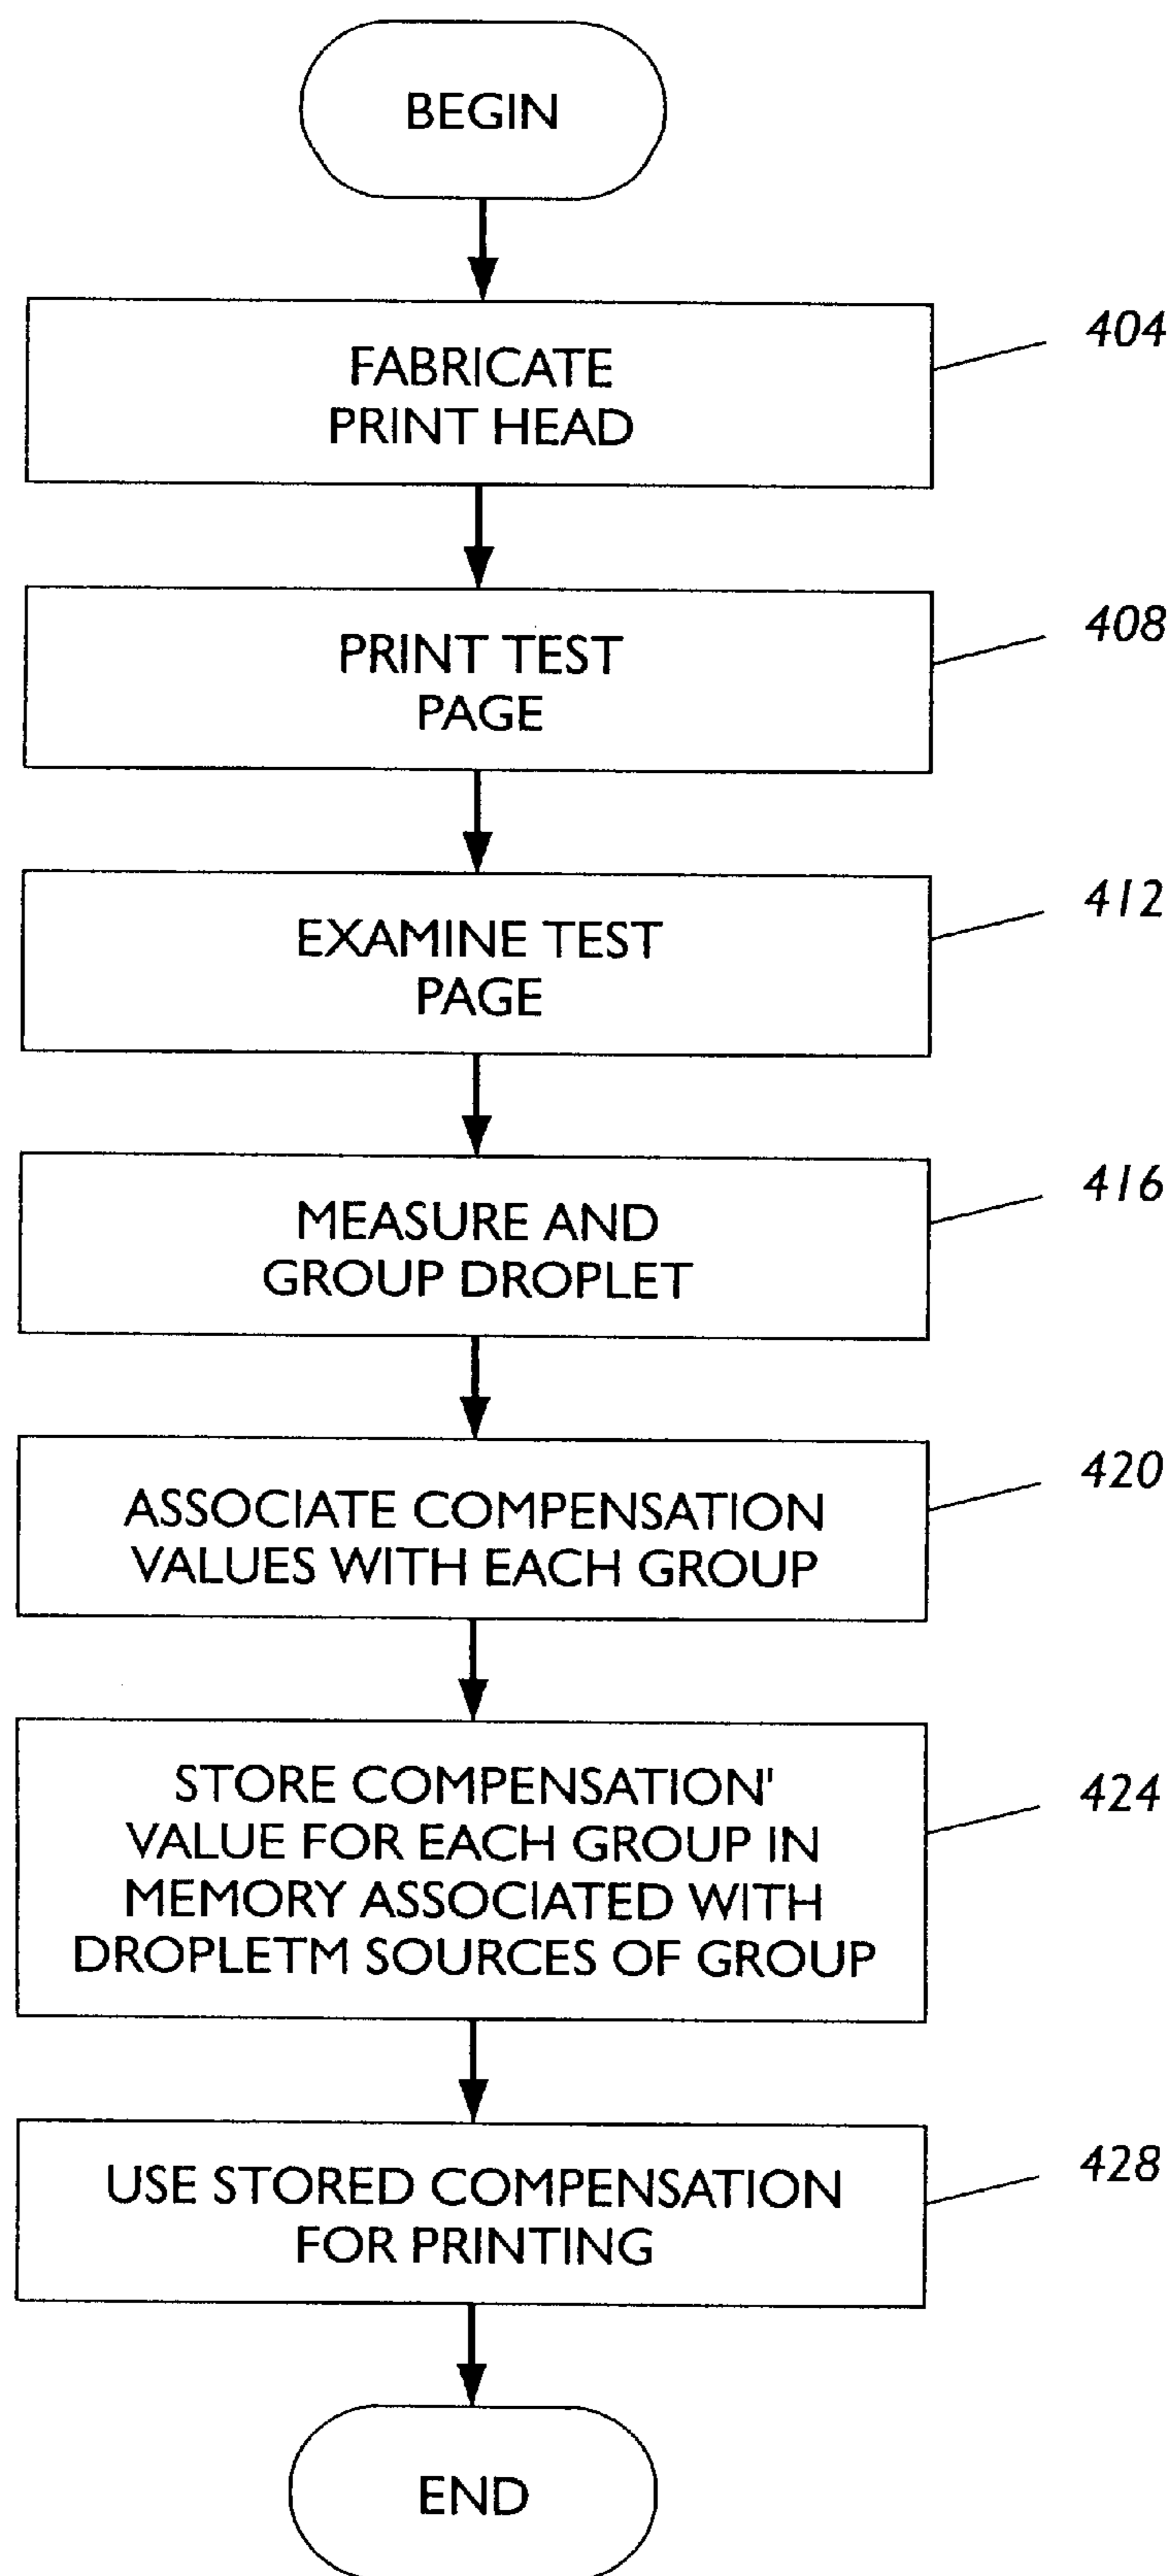 BEGIN
FABRICATE
PRINT HEAD
404
PRINT TEST
PAGE
408
EXAMINE TEST
PAGE
412
MEASURE AND
GROUP DROPLET
416
ASSOCIATE COMPENSATION
VALUES WITH EACH GROUP
420
STORE COMPENSATION'
VALUE FOR EACH GROUP IN
MEMORY ASSOCIATED WITH
DROPLETM SOURCES OF GROUP
424
USE STORED COMPENSATION
FOR PRINTING
428
END